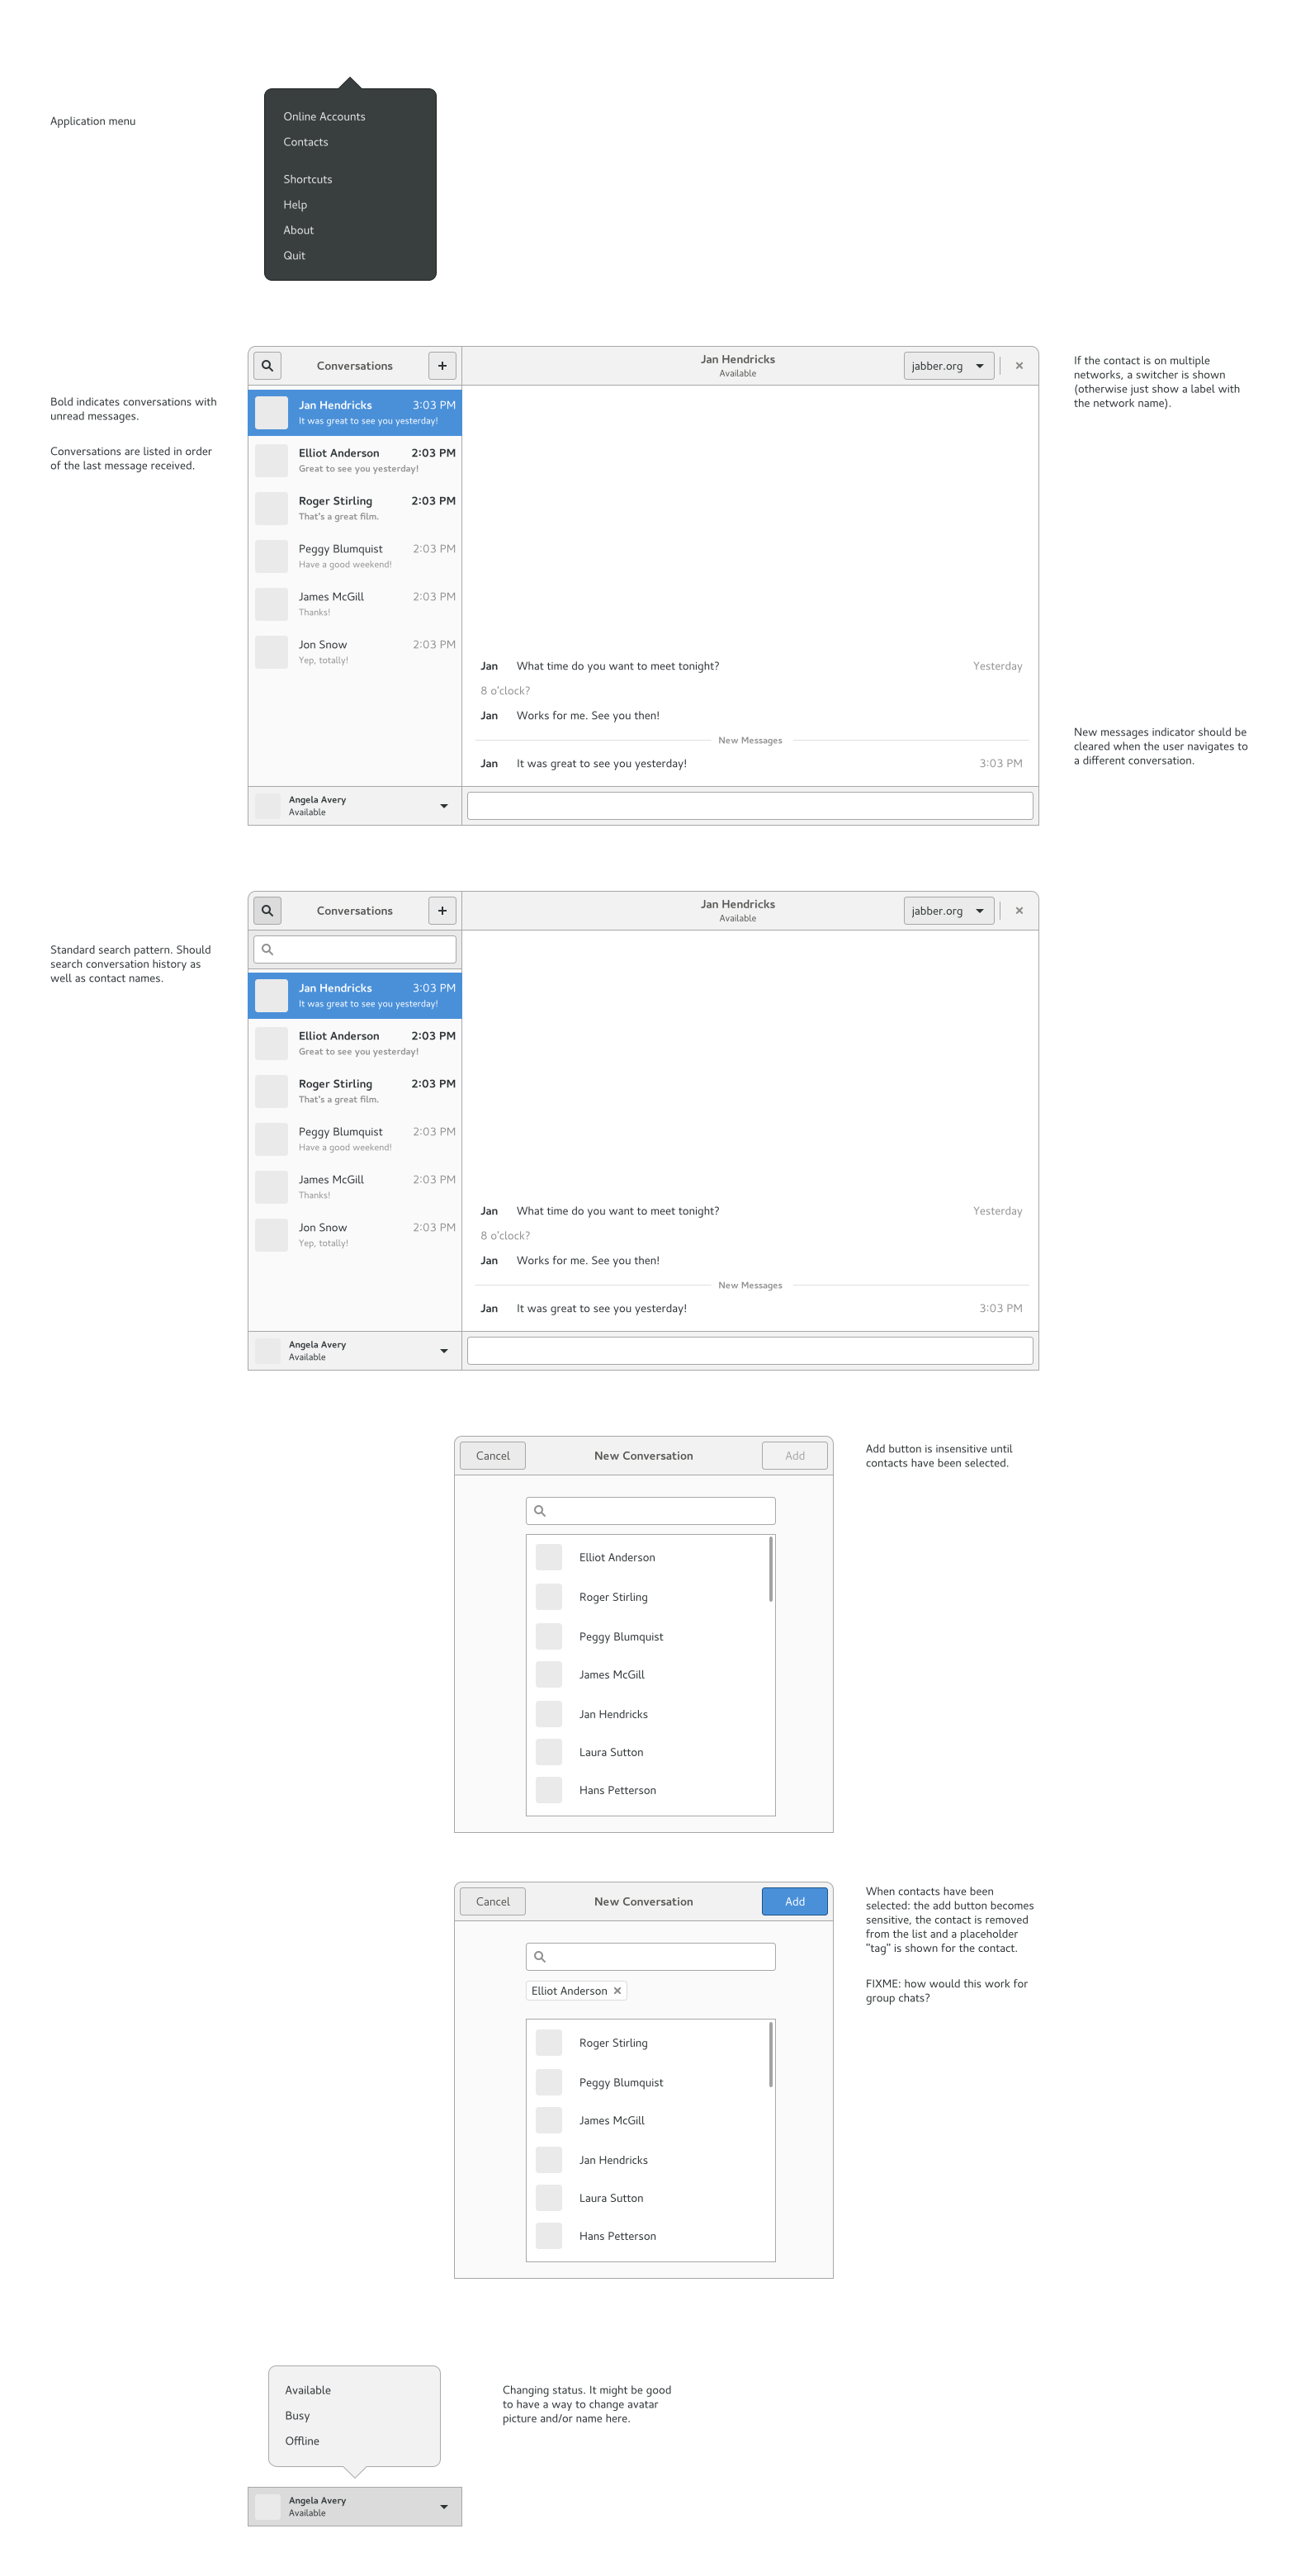 Application menu
Online Accounts
Contacts
Shortcuts
Help
About
Quit
Bold indicates conversations with
unread messages.
Conversations are listed in order
of the last message received.
Conversations
Jan Hendricks
Available
jabber.org
If the contact is on multiple
networks, a switcher is shown
(otherwise just show a label with
the network name).
Jan Hendricks 3:03 PM
It was great to see you yesterday!
Elliot Anderson 2:03 PM
Great to see you yesterday!
Roger Stirling 2:03 PM
That's a great film.
Peggy Blumquist 2:03 PM
Have a good weekend!
James McGill 2:03 PM
Thanks!
Jon Snow 2:03 PM
Yep, totally!
Jan What time do you want to meet tonight? Yesterday
8 o'clock?
Jan Works for me. See you then!
New Messages
Jan It was great to see you yesterday! 3:03 PM
New messages indicator should be
cleared when the user navigates to
a different conversation.
Angela Avery
Available
Standard search pattern. Should
search conversation history as
well as contact names.
Conversations
Jan Hendricks
Available
jabber.org
Jan Hendricks 3:03 PM
It was great to see you yesterday!
Elliot Anderson 2:03 PM
Great to see you yesterday!
Roger Stirling 2:03 PM
That's a great film.
Peggy Blumquist 2:03 PM
Have a good weekend!
James McGill 2:03 PM
Thanks!
Jon Snow 2:03 PM
Yep, totally!
Jan What time do you want to meet tonight? Yesterday
8 o'clock?
Jan Works for me. See you then!
New Messages
Jan It was great to see you yesterday! 3:03 PM
Angela Avery
Available
Cancel New Conversation Add
Elliot Anderson
Roger Stirling
Peggy Blumquist
James McGill
Jan Hendricks
Laura Sutton
Hans Petterson
Add button is insensitive until
contacts have been selected.
Cancel New Conversation Add
Elliot Anderson
Roger Stirling
Peggy Blumquist
James McGill
Jan Hendricks
Laura Sutton
Hans Petterson
When contacts have been
selected: the add button becomes
sensitive, the contact is removed
from the list and a placeholder
"tag" is shown for the contact.
FIXME: how would this work for
group chats?
Available
Busy
Offline
Changing status. It might be good
to have a way to change avatar
picture and/or name here.
Angela Avery
Available